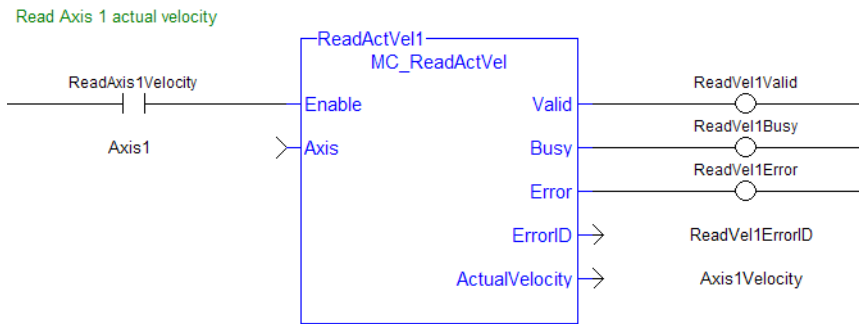 Read Axis 1 actual velocity
ReadActVel1
MC_ReadActVel
ReadAxis1Velocity
Enable
Valid
ReadVel1Valid
Axis1
Axis
Busy
ReadVel1Busy
Error
ReadVel1Error
ErrorID
ReadVel1ErrorID
ActualVelocity
Axis1Velocity